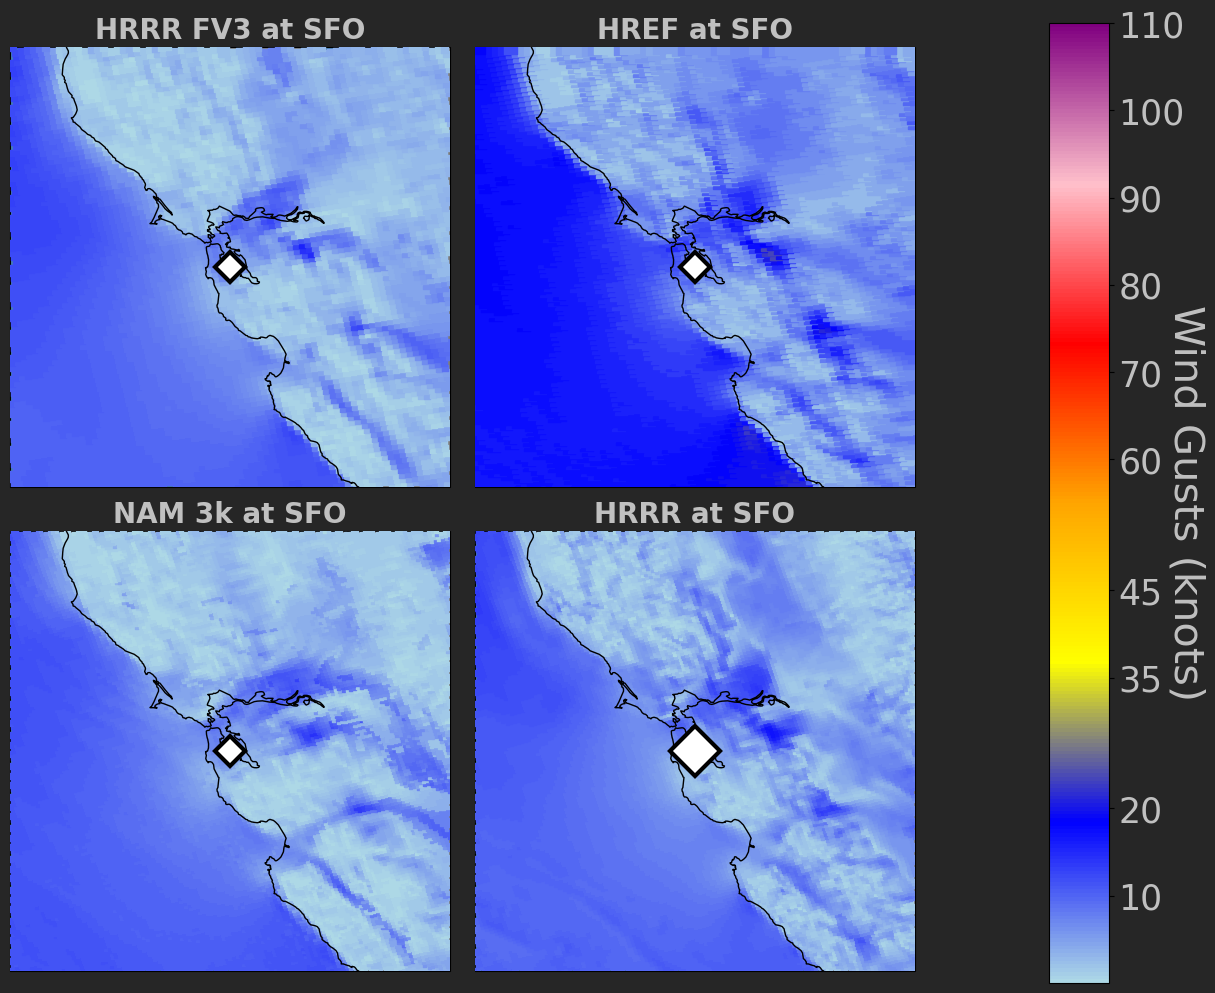 HRRR FV3 at SFO
HREF at SFO
NAM 3k at SFO
HRRR at SFO
110
100
90
80
70
60
45
35
20
10
Wind Gusts (knots)